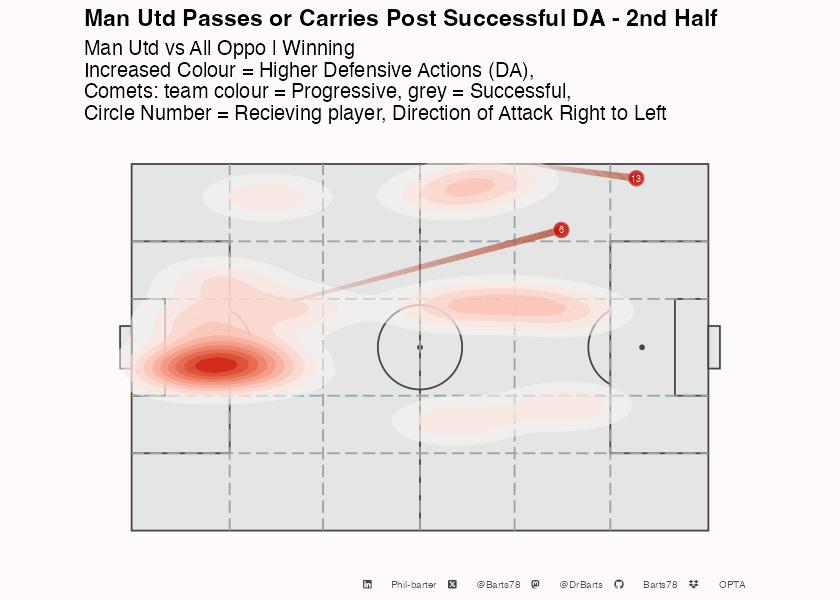 Man Utd Passes or Carries Post Successful DA - 2nd Half
Man Utd vs All Oppo | Winning
Increased Colour = Higher Defensive Actions (DA),
Comets: team colour = Progressive, grey = Successful,
Circle Number = Recieving player, Direction of Attack Right to Left
13
6
Phil-barter @Barts78 @DrBarts Barts78 OPTA